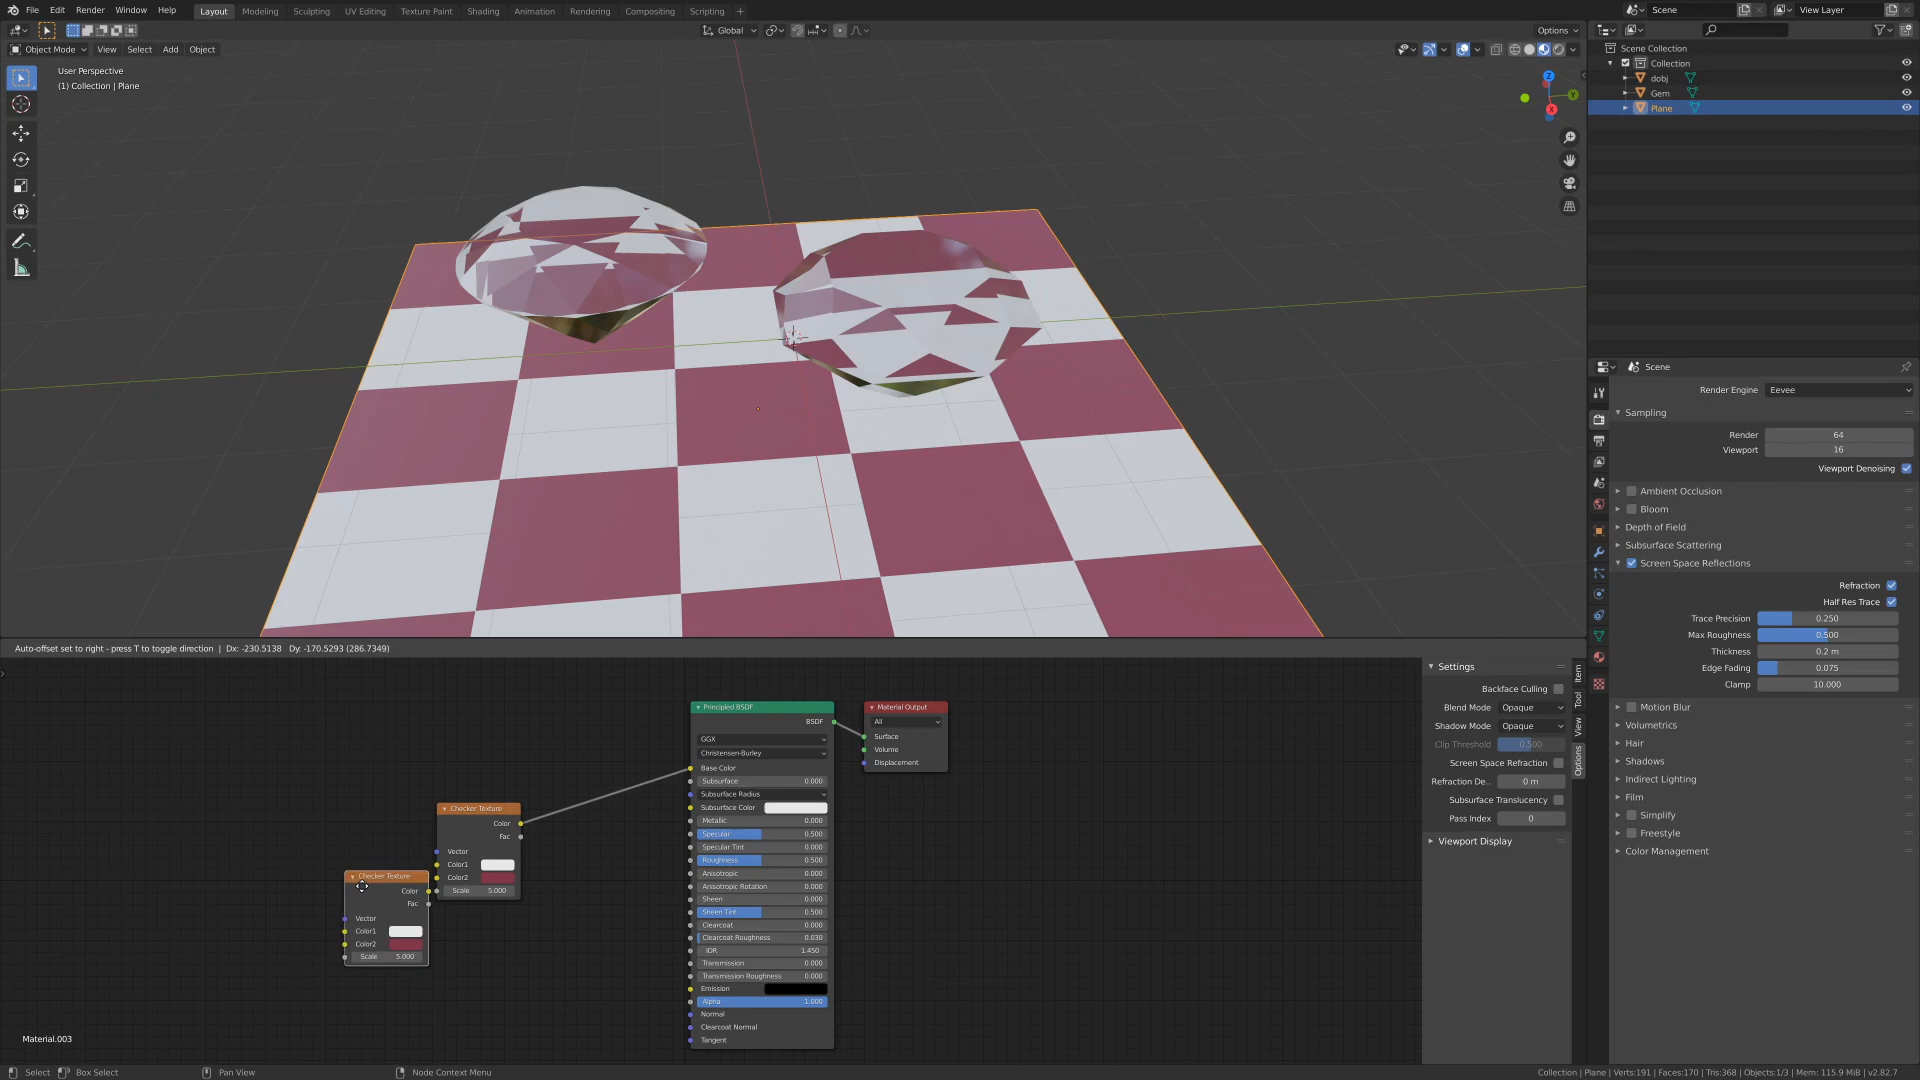 File Edit Render Window Help Layout Modeling Sculpting UV Editing Texture Paint Shading Animation Rendering Compositing Scripting + Scene View Layer
Global Options
Object Mode View Select Add Object
User Perspective
(1) Collection | Plane
Z
Y
X
Scene Collection
Collection
dobj
Gem
Plane
Scene
Render Engine Eevee
Sampling
Render 64
Viewport 16
Viewport Denoising
Ambient Occlusion
Bloom
Depth of Field
Subsurface Scattering
Screen Space Reflections
Refraction
Half Res Trace
Trace Precision 0.250
Max Roughness 0.500
Thickness 0.2 m
Edge Fading 0.075
Clamp 10.000
Motion Blur
Volumetrics
Hair
Shadows
Indirect Lighting
Film
Simplify
Freestyle
Color Management
Auto-offset set to right - press T to toggle direction | Dx: -230.5138 Dy: -170.5293 (286.7349)
Checker Texture
Color
Fac
Vector
Color1
Color2
Scale 5.000
Checker Texture
Color
Fac
Vector
Color1
Color2
Scale 5.000
Principled BSDF
BSDF
GGX
Christensen-Burley
Base Color
Subsurface 0.000
Subsurface Radius
Subsurface Color
Metallic 0.000
Specular 0.500
Specular Tint 0.000
Roughness 0.500
Anisotropic 0.000
Anisotropic Rotation 0.000
Sheen 0.000
Sheen Tint 0.500
Clearcoat 0.000
Clearcoat Roughness 0.030
IOR 1.450
Transmission 0.000
Transmission Roughness 0.000
Emission
Alpha 1.000
Normal
Clearcoat Normal
Tangent
Material Output
All
Surface
Volume
Displacement
Settings
Backface Culling
Blend Mode Opaque
Shadow Mode Opaque
Clip Threshold 0.500
Screen Space Refraction
Refraction De.. 0 m
Subsurface Translucency
Pass Index 0
Viewport Display
Item
Tool
View
Options
Material.003
Select Box Select Pan View Node Context Menu Collection | Plane | Verts:191 | Faces:170 | Tris:368 | Objects:1/3 | Mem: 115.9 MiB | v2.82.7